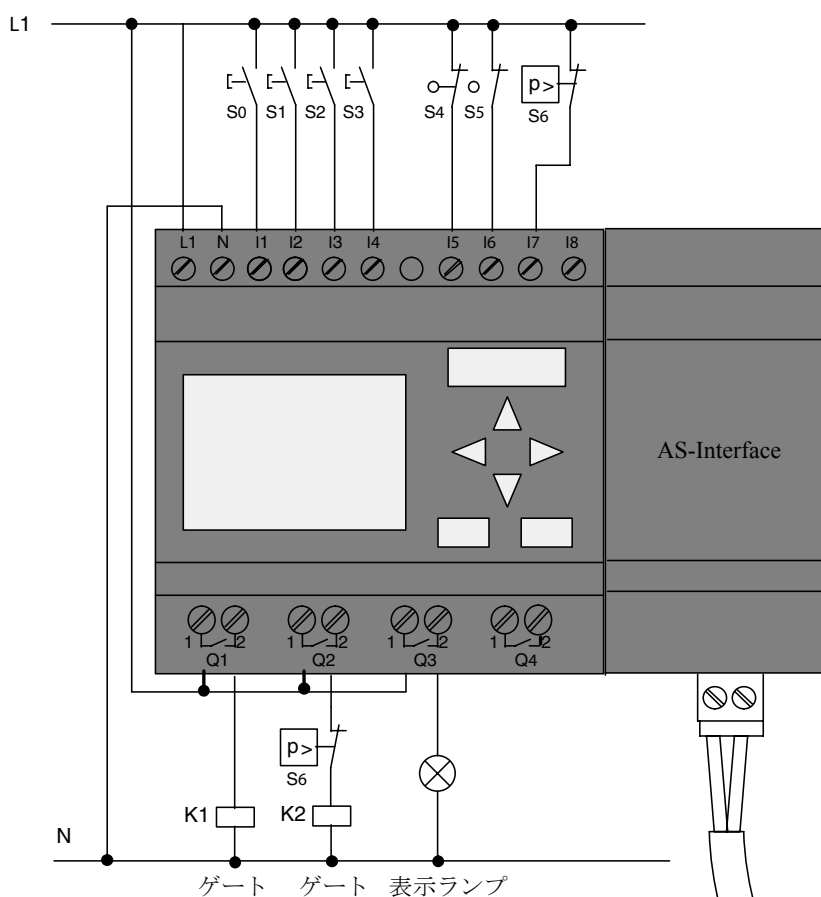 L1
S0 S1 S2 S3 S4 S5 p> S6
L1 N I1 I2 I3 I4 I5 I6 I7 I8
AS-Interface
1 2 1 2 1 2 1 2
Q1 Q2 Q3 Q4
p>
S6
K1 K2
N
ゲート ゲート 表示ランプ